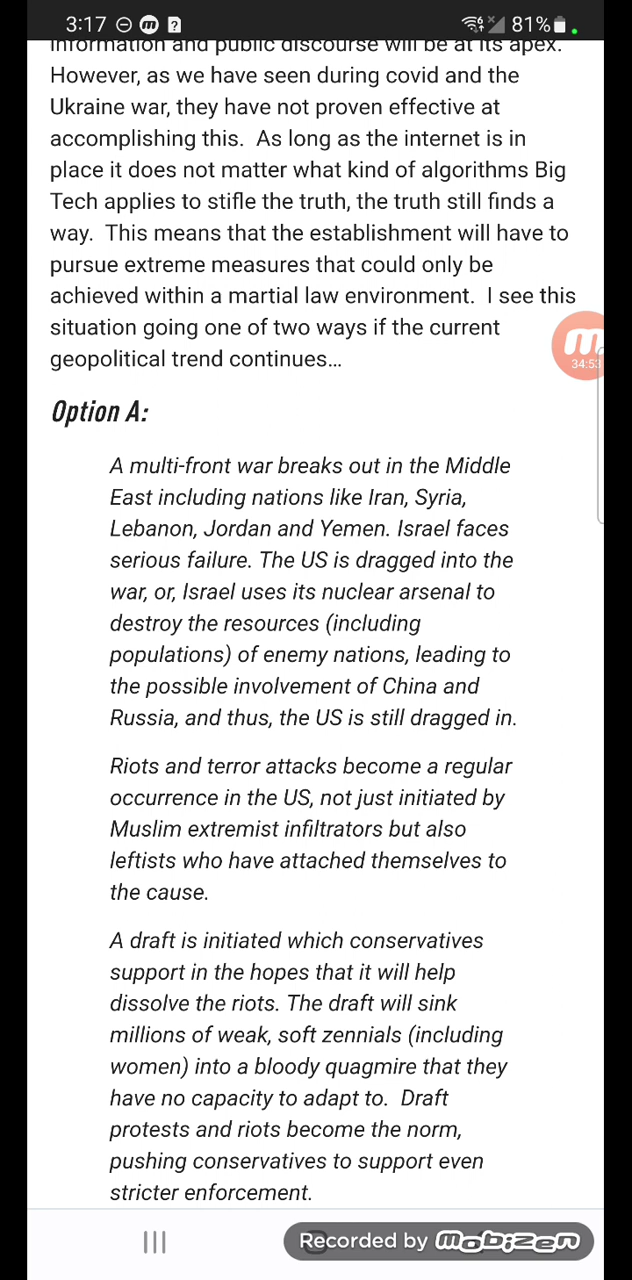 3:17 81%
information and public discourse will be at its apex.
However, as we have seen during covid and the
Ukraine war, they have not proven effective at
accomplishing this.  As long as the internet is in
place it does not matter what kind of algorithms Big
Tech applies to stifle the truth, the truth still finds a
way.  This means that the establishment will have to
pursue extreme measures that could only be
achieved within a martial law environment.  I see this
situation going one of two ways if the current
geopolitical trend continues…
34:53
Option A:
A multi-front war breaks out in the Middle
East including nations like Iran, Syria,
Lebanon, Jordan and Yemen. Israel faces
serious failure. The US is dragged into the
war, or, Israel uses its nuclear arsenal to
destroy the resources (including
populations) of enemy nations, leading to
the possible involvement of China and
Russia, and thus, the US is still dragged in.
Riots and terror attacks become a regular
occurrence in the US, not just initiated by
Muslim extremist infiltrators but also
leftists who have attached themselves to
the cause.
A draft is initiated which conservatives
support in the hopes that it will help
dissolve the riots. The draft will sink
millions of weak, soft zennials (including
women) into a bloody quagmire that they
have no capacity to adapt to.  Draft
protests and riots become the norm,
pushing conservatives to support even
stricter enforcement.
Recorded by mobizen